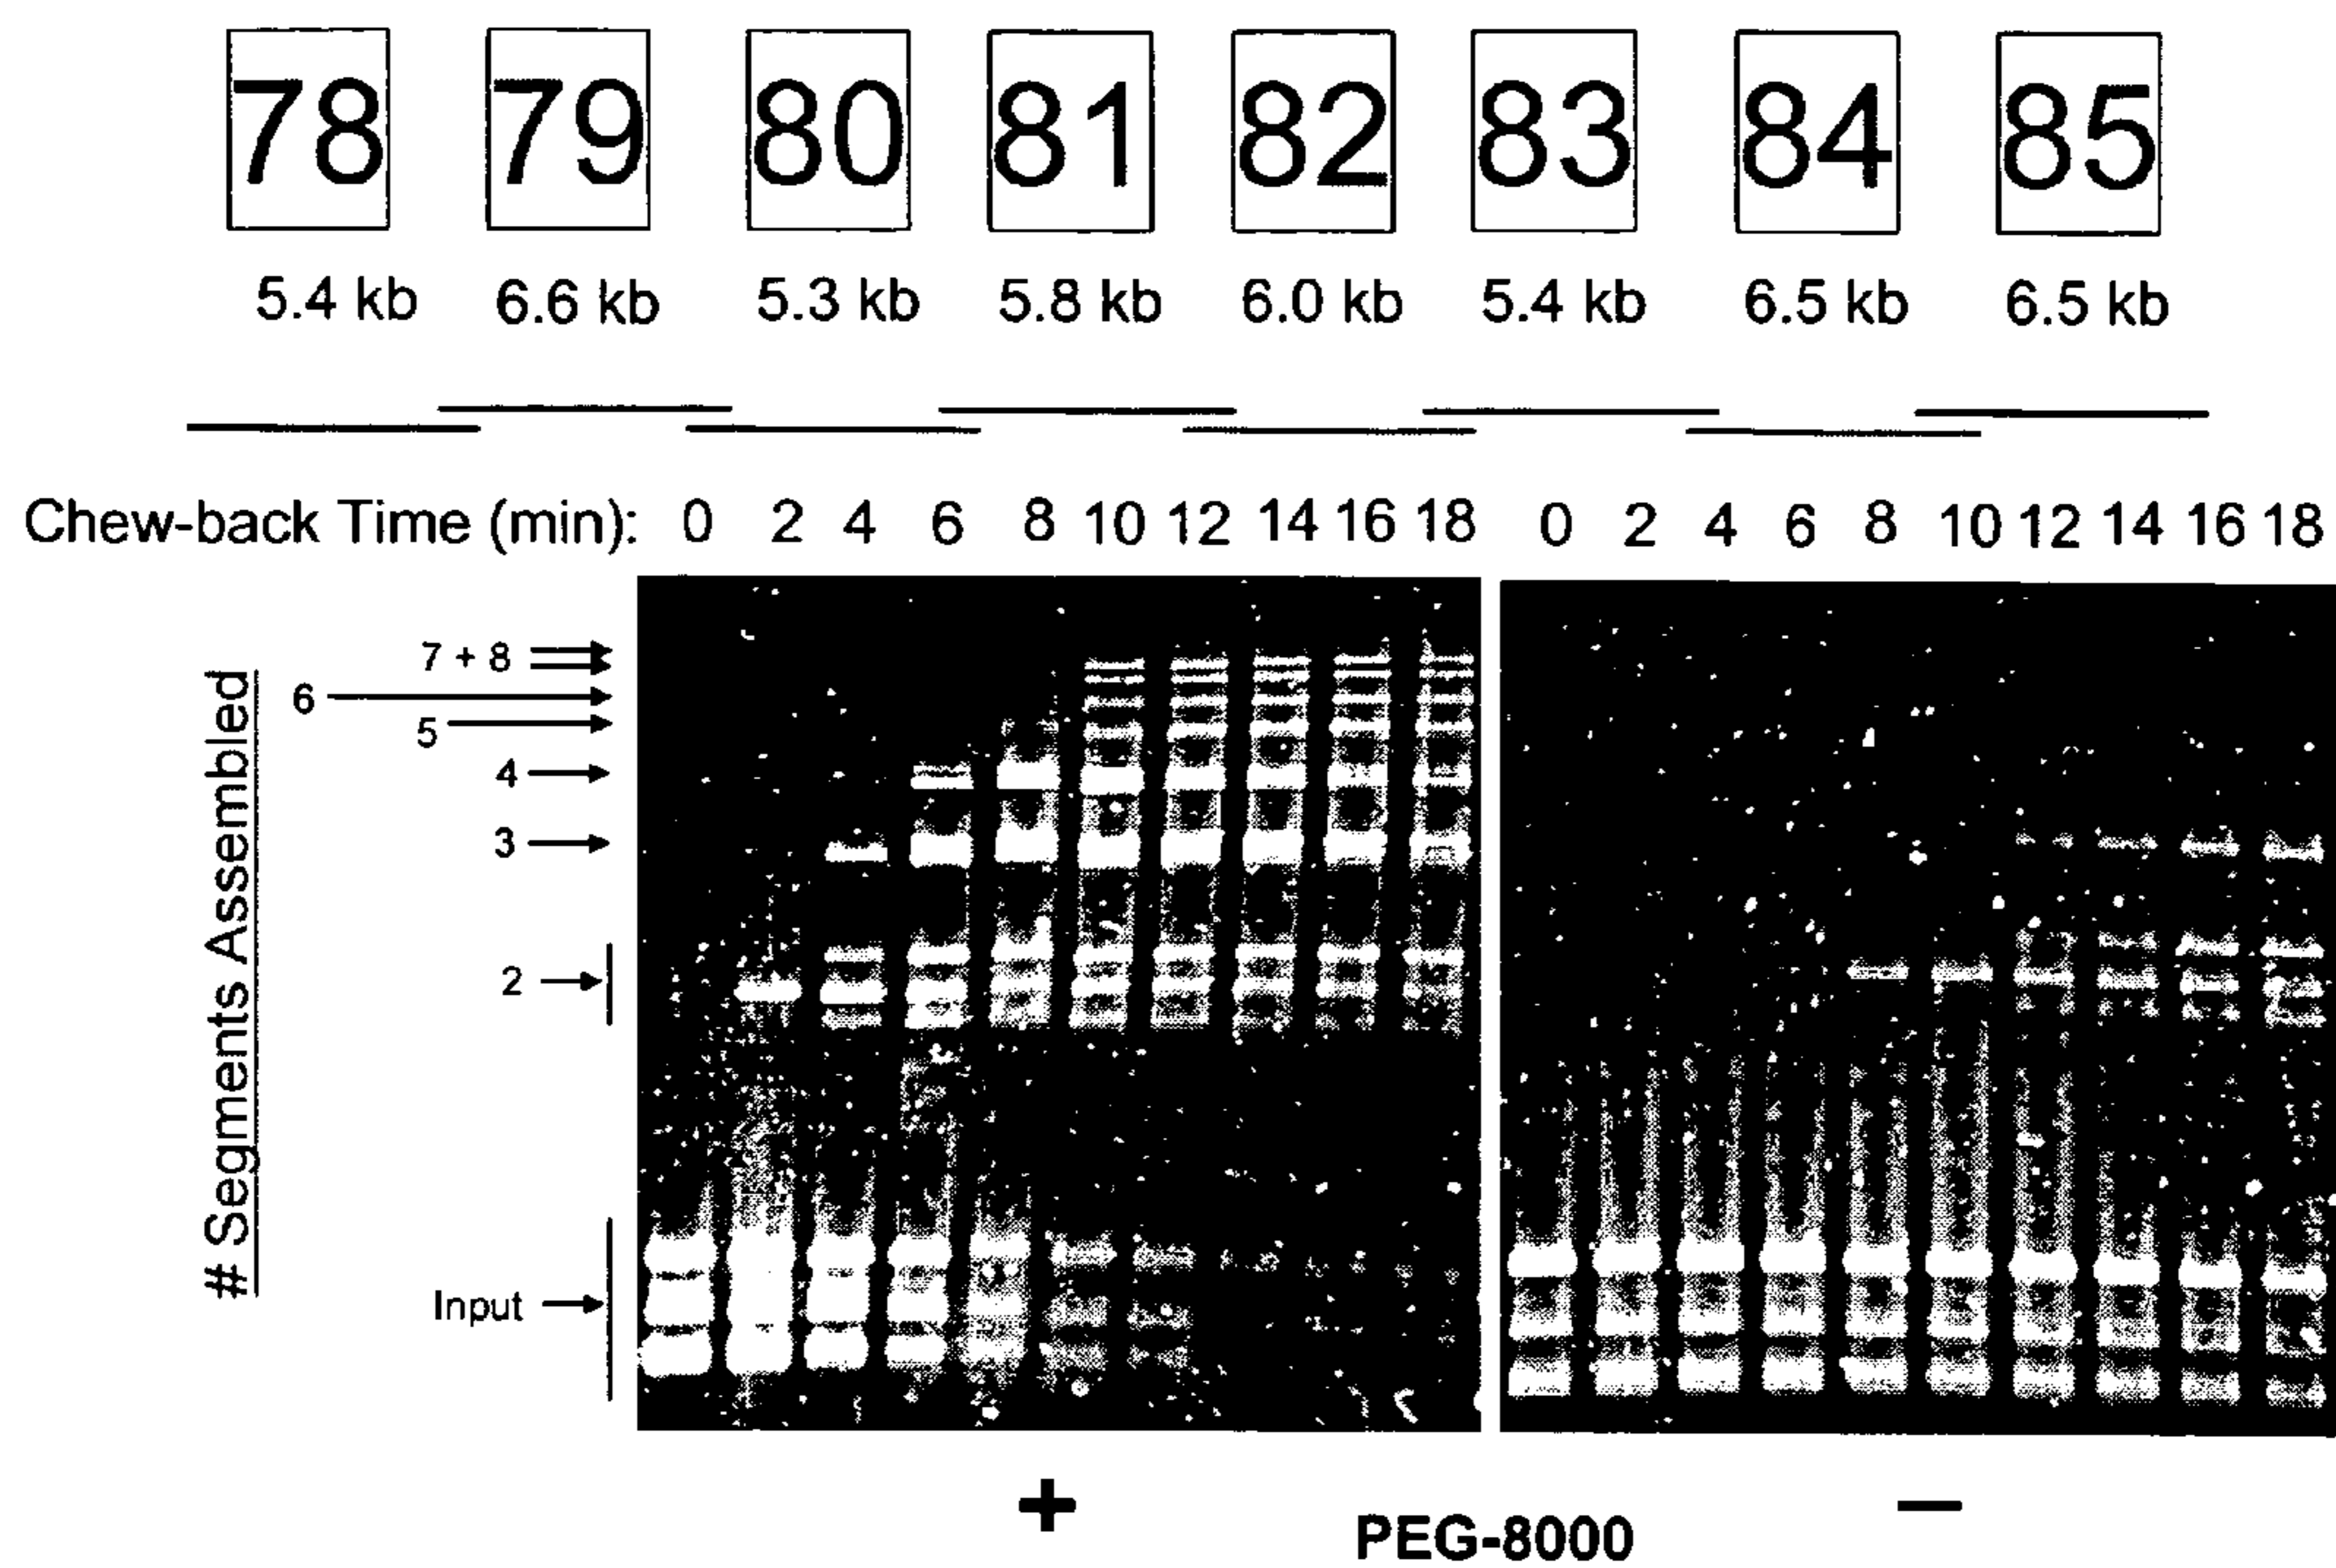 78 79 80 81 82 83 84 85
5.4 kb 6.6 kb 5.3 kb 5.8 kb 6.0 kb 5.4 kb 6.5 kb 6.5 kb
Chew-back Time (min): 0 2 4 6 8 10 12 14 16 18 0 2 4 6 8 10 12 14 16 18
# Segments Assembled
7 + 8
6
5
4
3
2
Input
+ PEG-8000 −